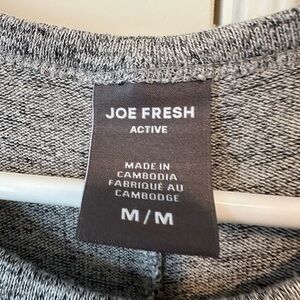 JOE FRESH
ACTIVE
MADE IN
CAMBODIA
FABRIQUÉ AU
CAMBODGE
M/M